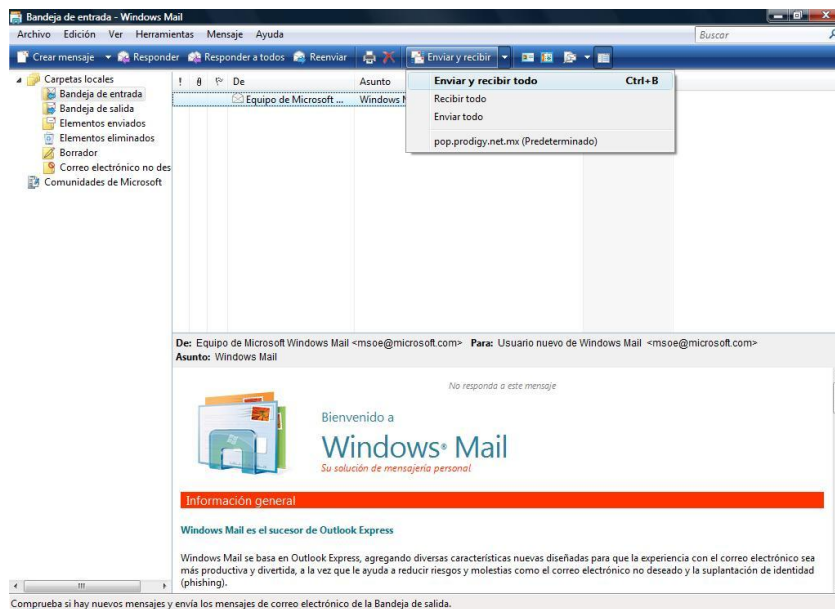 Bandeja de entrada - Windows Mail
Archivo Edición Ver Herramientas Mensaje Ayuda
Buscar
Crear mensaje Responder Responder a todos Reenviar Enviar y recibir
Carpetas locales
Bandeja de entrada
Bandeja de salida
Elementos enviados
Elementos eliminados
Borrador
Correo electrónico no des
Comunidades de Microsoft
! De Asunto
Equipo de Microsoft ... Windows M
Enviar y recibir todo Ctrl+B
Recibir todo
Enviar todo
pop.prodigy.net.mx (Predeterminado)
De: Equipo de Microsoft Windows Mail <msoe@microsoft.com> Para: Usuario nuevo de Windows Mail <msoe@microsoft.com>
Asunto: Windows Mail
No responda a este mensaje
Bienvenido a
Windows® Mail
Su solución de mensajería personal
Información general
Windows Mail es el sucesor de Outlook Express
Windows Mail se basa en Outlook Express, agregando diversas características nuevas diseñadas para que la experiencia con el correo electrónico sea
más productiva y divertida, a la vez que le ayuda a reducir riesgos y molestias como el correo electrónico no deseado y la suplantación de identidad
(phishing).
Comprueba si hay nuevos mensajes y envía los mensajes de correo electrónico de la Bandeja de salida.